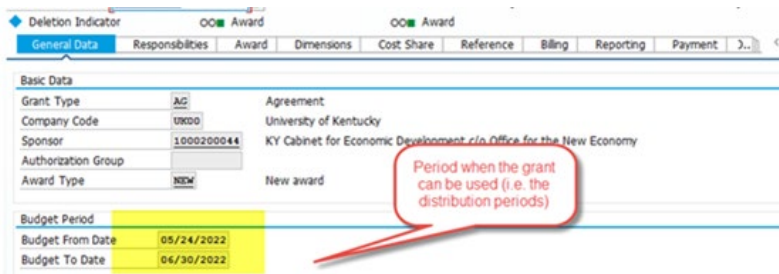 Deletion Indicator Award Award
General Data Responsbilities Award Dimensions Cost Share Reference Billing Reporting Payment )..
Basic Data
Grant Type AG Agreement
Company Code UK00 University of Kentucky
Sponsor 1000200044 KY Cabinet for Economic Development c/o Office for the New Economy
Authorization Group
Award Type NEW New award
Period when the grant
can be used (i.e. the
distribution periods)
Budget Period
Budget From Date 05/24/2022
Budget To Date 06/30/2022